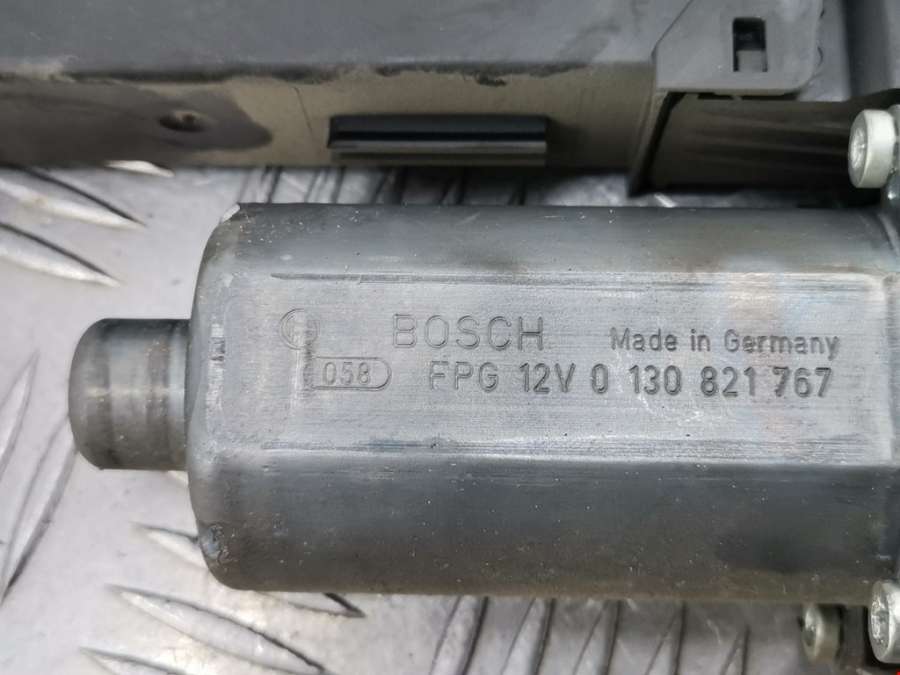 BOSCH Made in Germany
058 FPG 12V 0 130 821 767